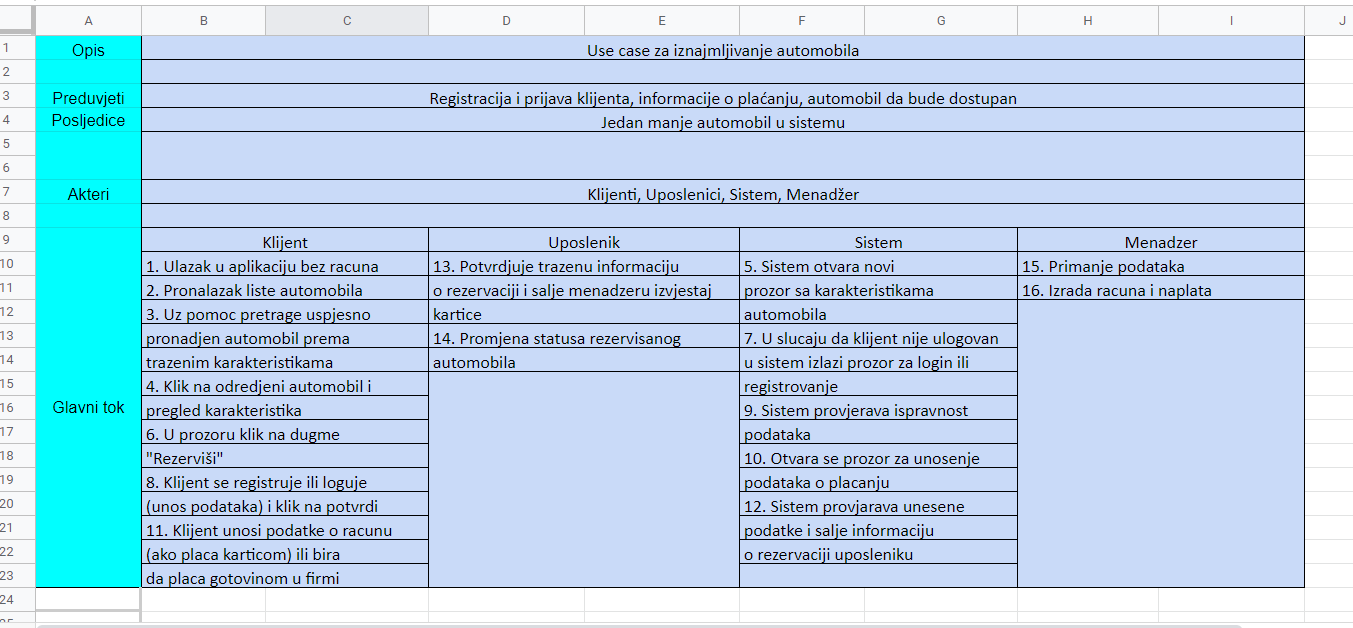 A B C D E F G H I J
1 Opis Use case za iznajmljivanje automobila
2
3 Preduvjeti Registracija i prijava klijenta, informacije o plaćanju, automobil da bude dostupan
4 Posljedice Jedan manje automobil u sistemu
5
6
7 Akteri Klijenti, Uposlenici, Sistem, Menadžer
8
9 Klijent Uposlenik Sistem Menadzer
10 1. Ulazak u aplikaciju bez racuna 13. Potvrdjuje trazenu informaciju 5. Sistem otvara novi 15. Primanje podataka
11 2. Pronalazak liste automobila o rezervaciji i salje menadzeru izvjestaj prozor sa karakteristikama 16. Izrada racuna i naplata
12 3. Uz pomoc pretrage uspjesno kartice automobila
13 pronadjen automobil prema 14. Promjena statusa rezervisanog 7. U slucaju da klijent nije ulogovan
14 trazenim karakteristikama automobila u sistem izlazi prozor za login ili
15 4. Klik na odredjeni automobil i registrovanje
16 Glavni tok pregled karakteristika 9. Sistem provjerava ispravnost
17 6. U prozoru klik na dugme podataka
18 "Rezerviši" 10. Otvara se prozor za unosenje
19 8. Klijent se registruje ili loguje podataka o placanju
20 (unos podataka) i klik na potvrdi 12. Sistem provjarava unesene
21 11. Klijent unosi podatke o racunu podatke i salje informaciju
22 (ako placa karticom) ili bira o rezervaciji uposleniku
23 da placa gotovinom u firmi
24